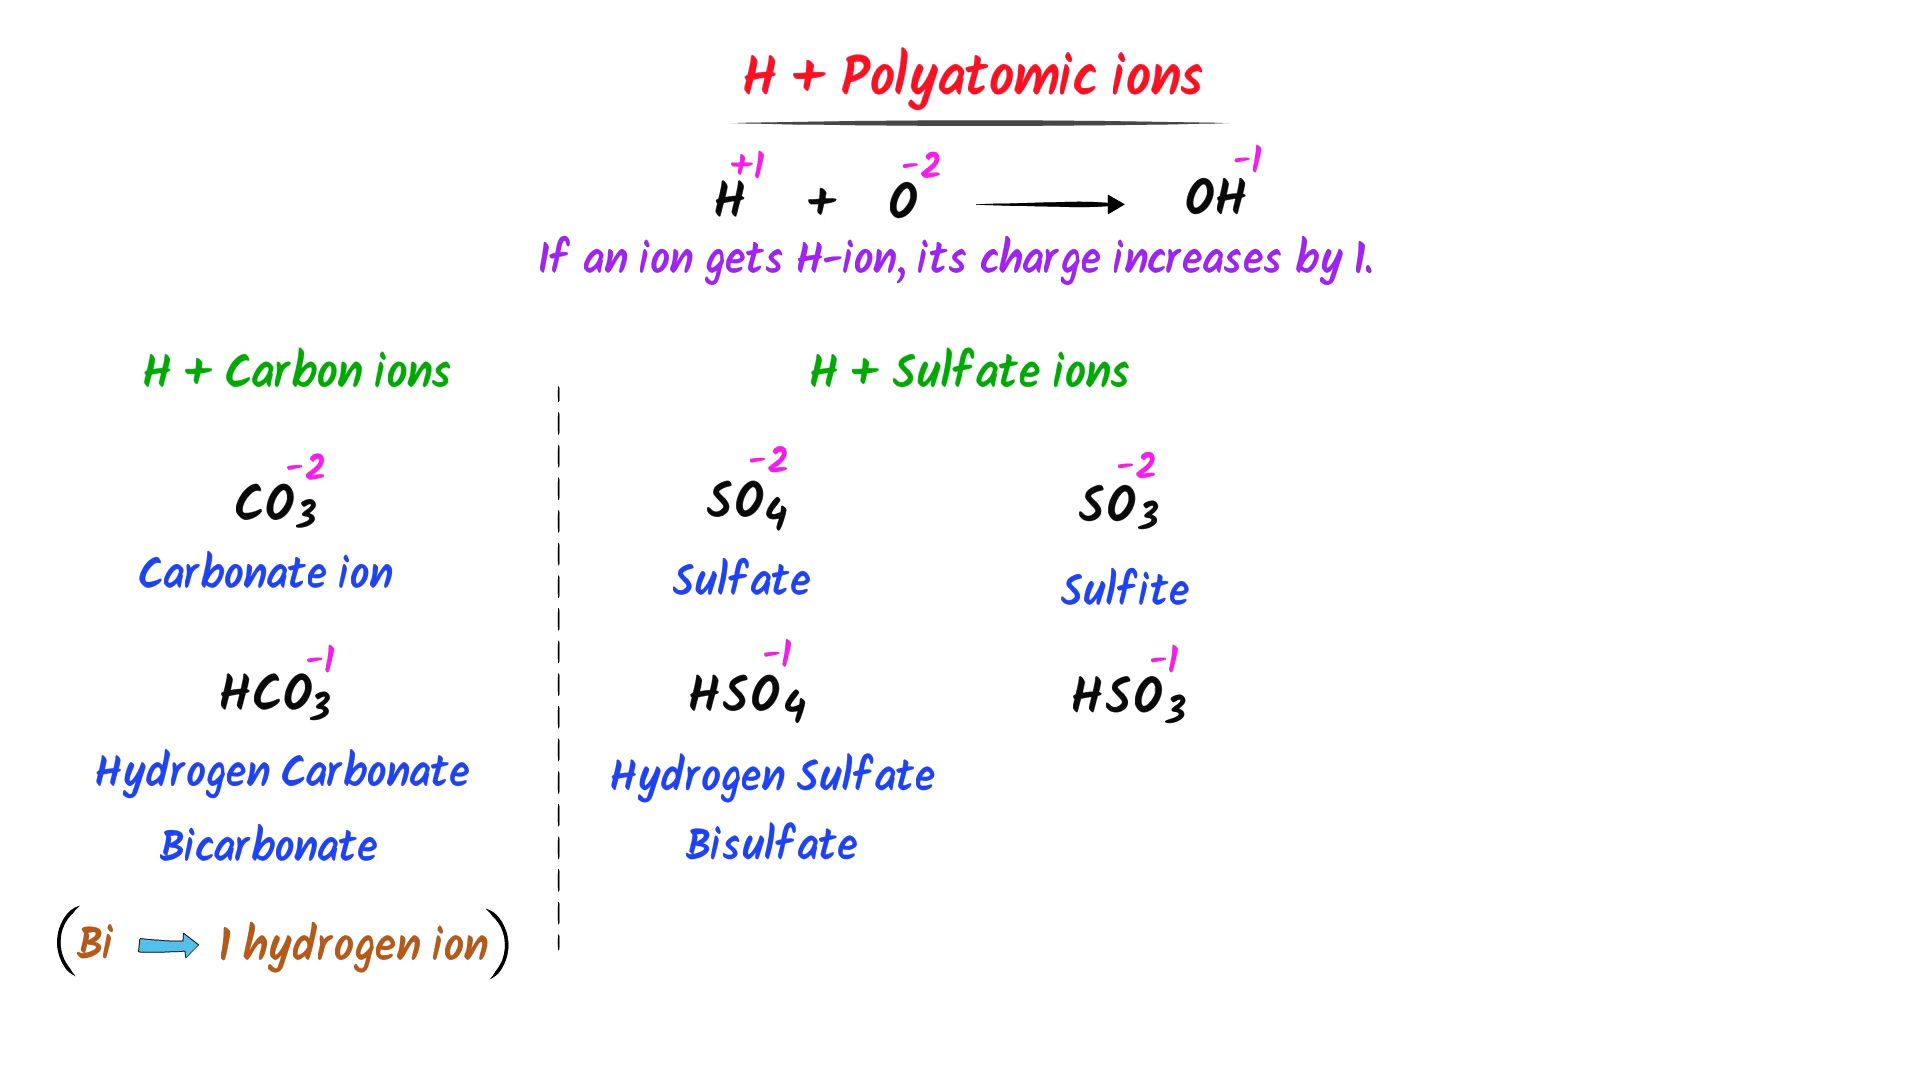 H + Polyatomic ions
H+1 + O-2 → OH-1
If an ion gets H-ion, its charge increases by 1.
H + Carbon ions
CO3-2
Carbonate ion
HCO3-1
Hydrogen Carbonate
Bicarbonate
(Bi → 1 hydrogen ion)
H + Sulfate ions
SO4-2
Sulfate
HSO4-1
Hydrogen Sulfate
Bisulfate
SO3-2
Sulfite
HSO3-1